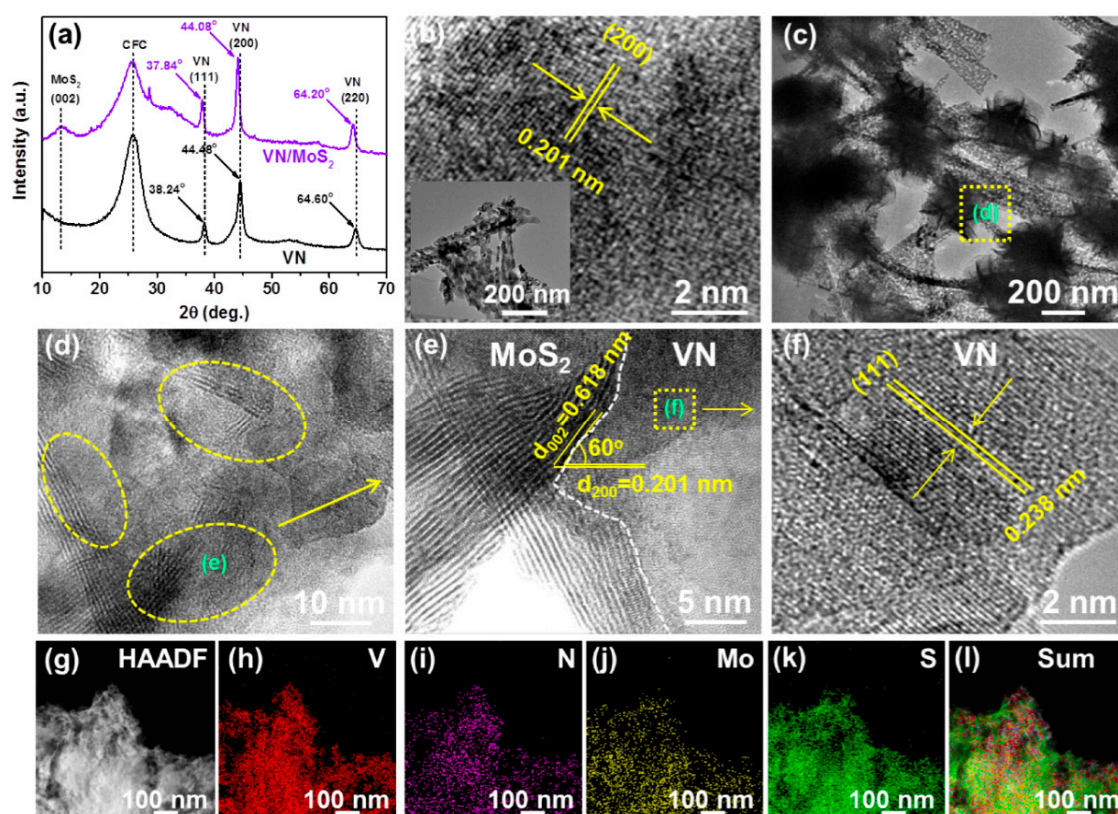 (a)
Intensity (a.u.)
MoS2
(002)
CFC
37.84°
VN
(111)
44.08°
VN
(200)
64.20°
VN
(220)
VN/MoS2
38.24°
44.48°
64.60°
VN
10 20 30 40 50 60 70
2θ (deg.)
(b)
(200)
0.201 nm
200 nm
2 nm
(c)
(d)
200 nm
(d)
(e)
10 nm
(e)
MoS2
VN
d002=0.618 nm
(f)
60°
d200=0.201 nm
5 nm
(f)
VN
(111)
0.238 nm
2 nm
(g) HAADF
100 nm
(h) V
100 nm
(i) N
100 nm
(j) Mo
100 nm
(k) S
100 nm
(l) Sum
100 nm